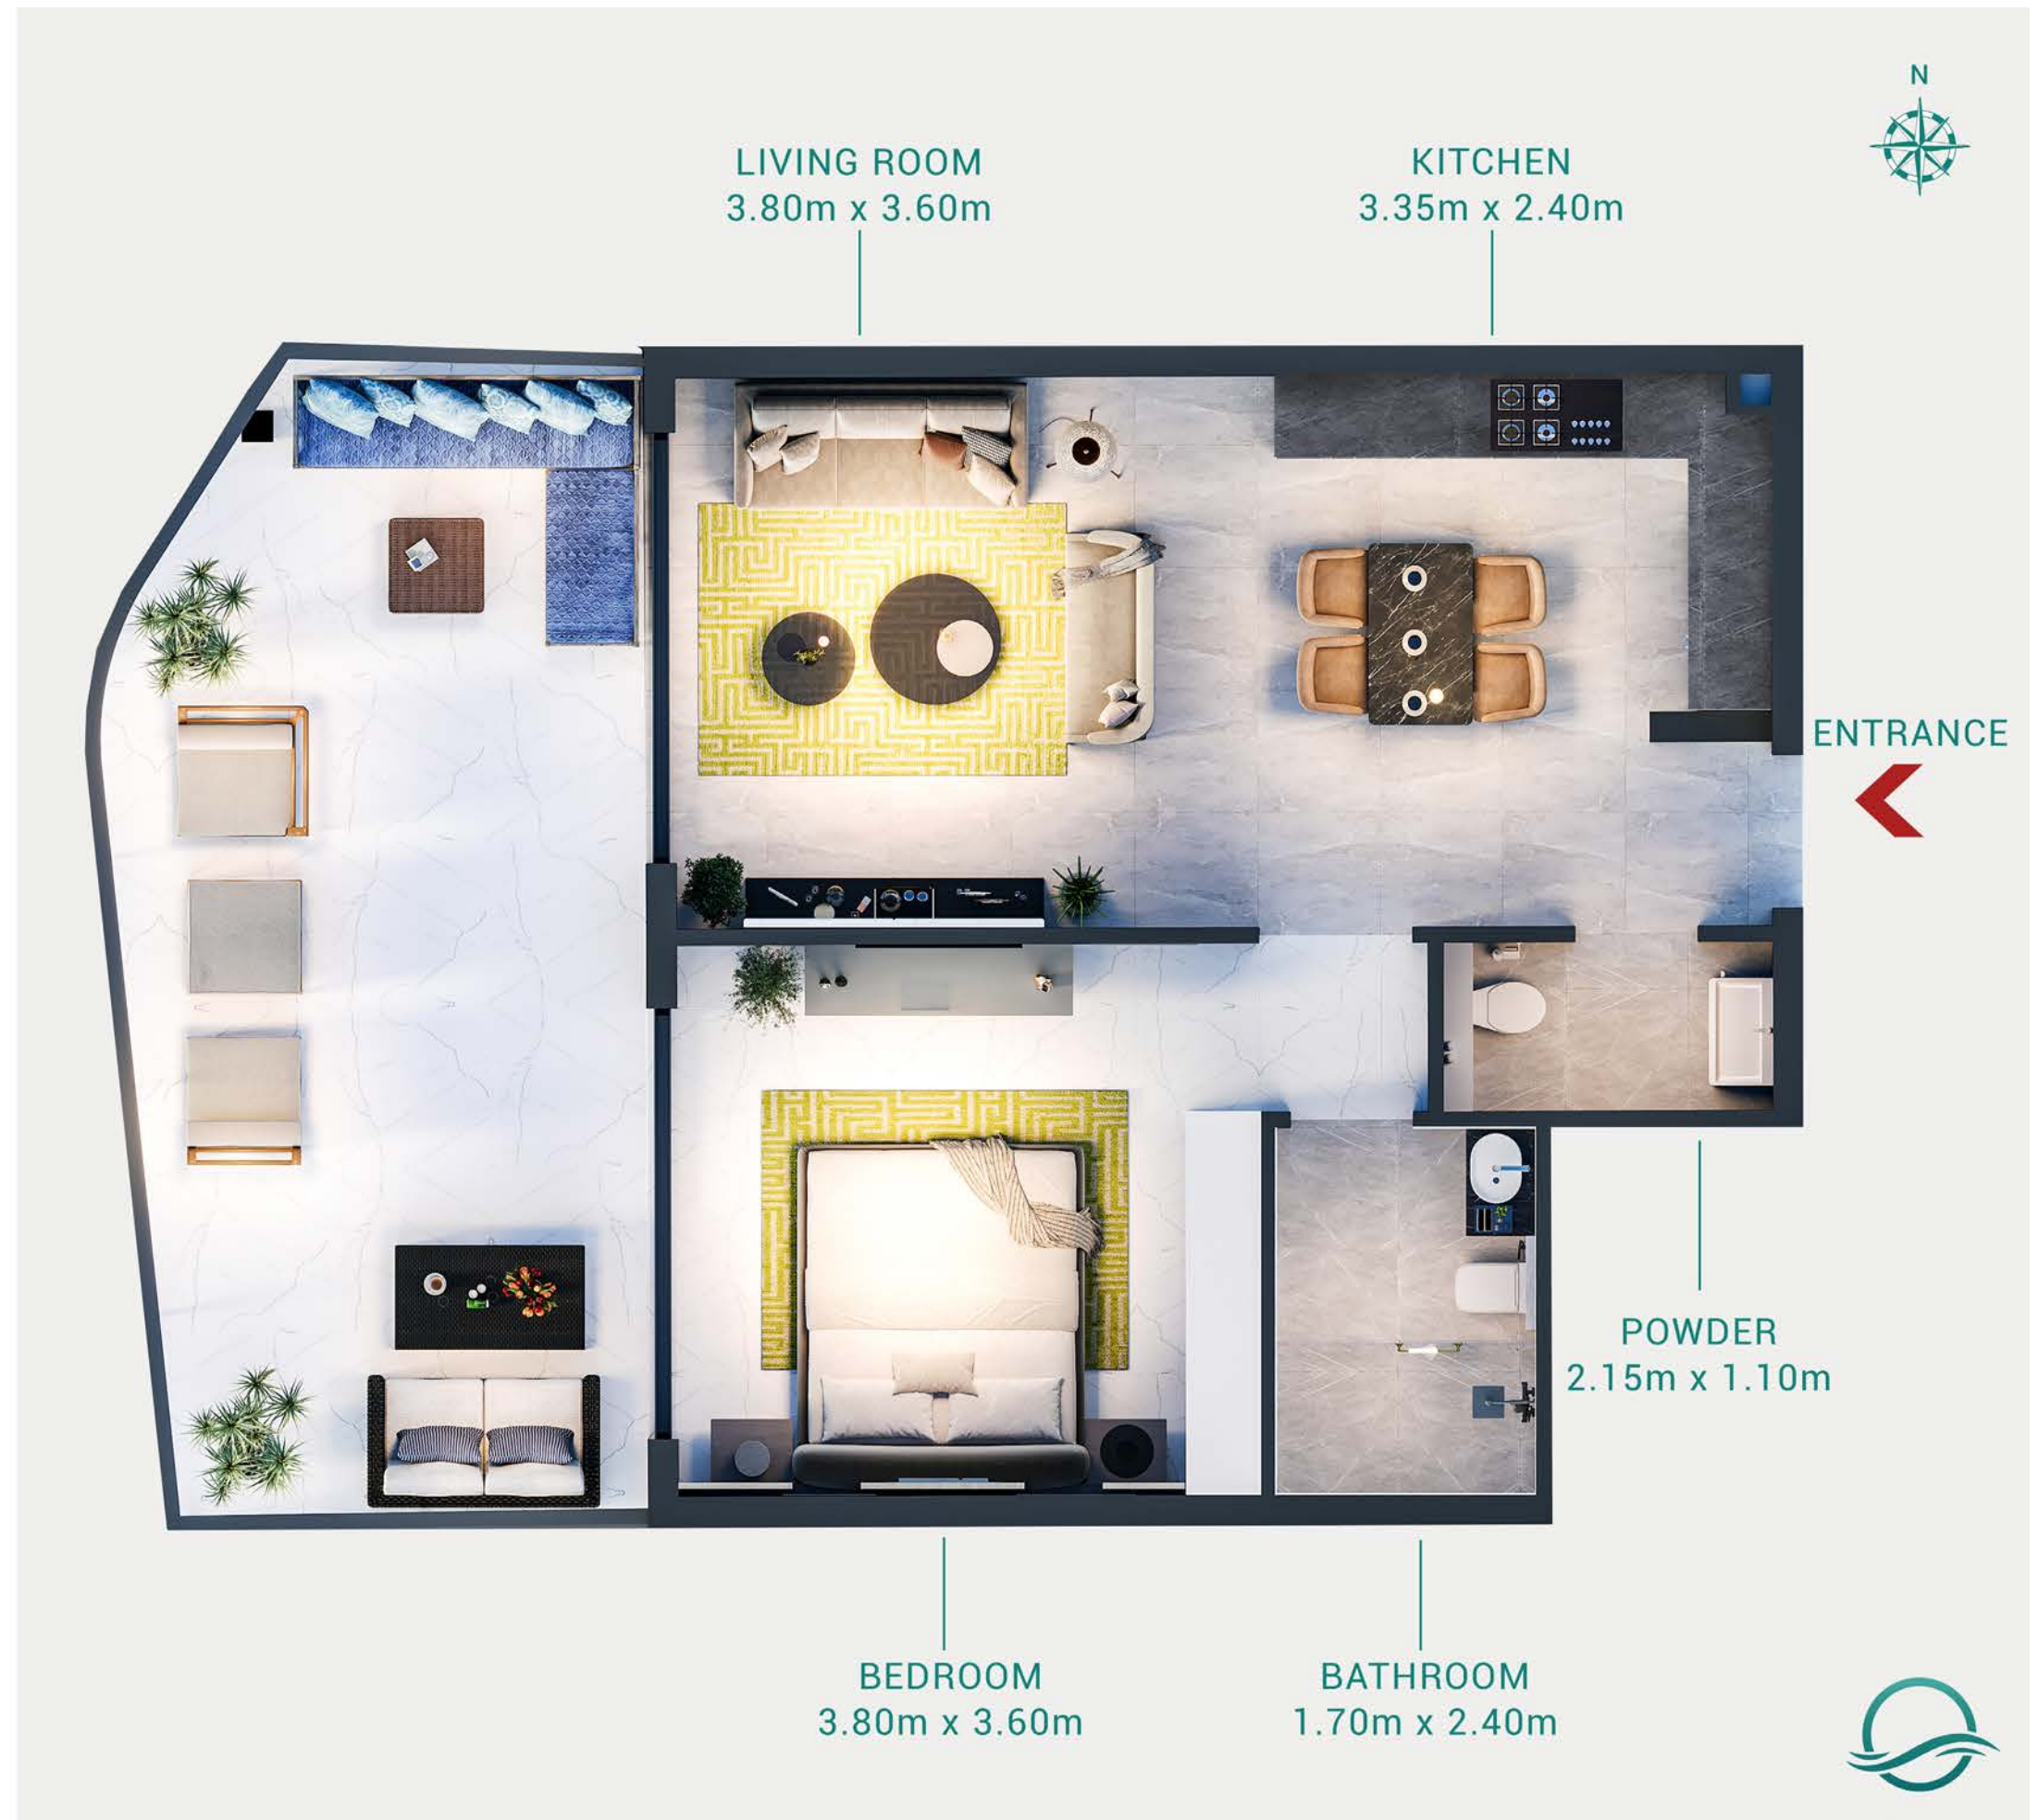 N
LIVING ROOM
3.80m x 3.60m
KITCHEN
3.35m x 2.40m
ENTRANCE
POWDER
2.15m x 1.10m
BEDROOM
3.80m x 3.60m
BATHROOM
1.70m x 2.40m